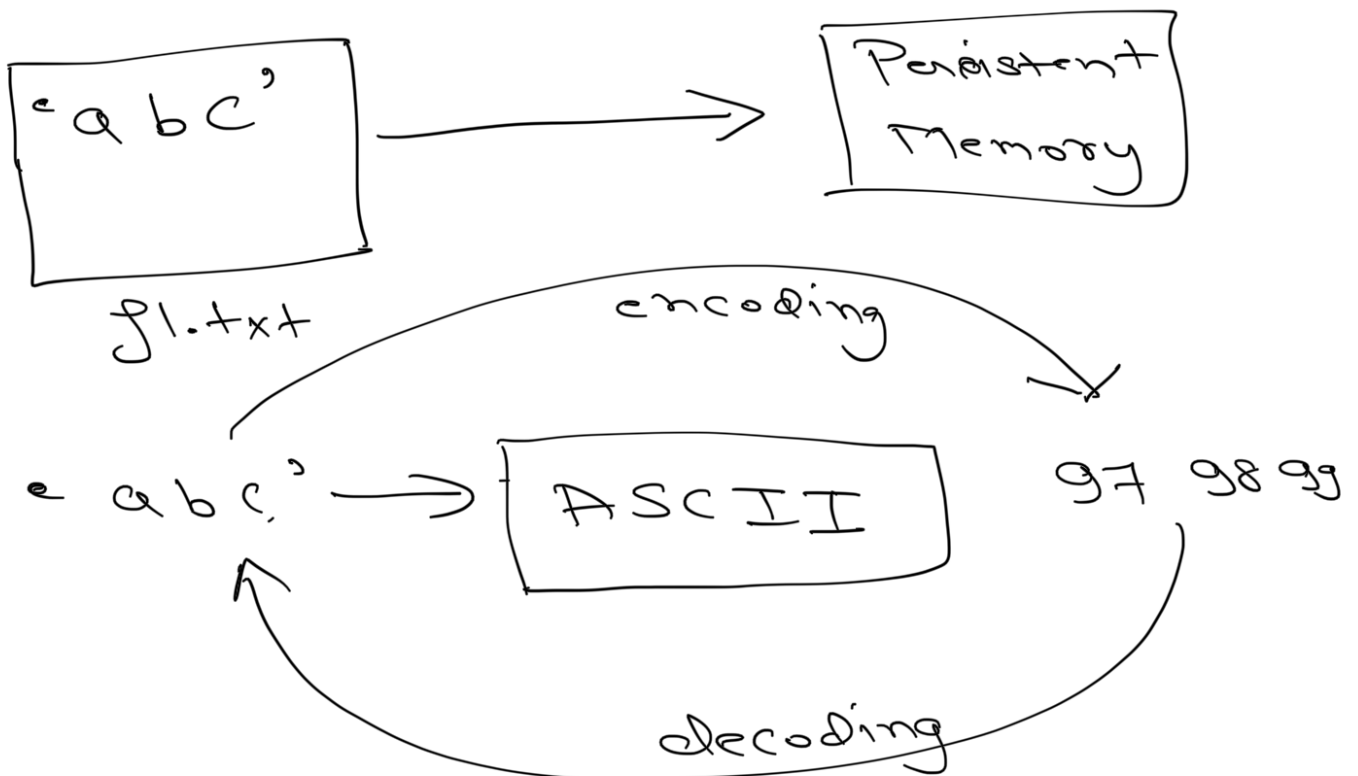 'abc'
Persistent
Memory
f1.txt
encoding
'abc'
ASCII
97 98 99
decoding